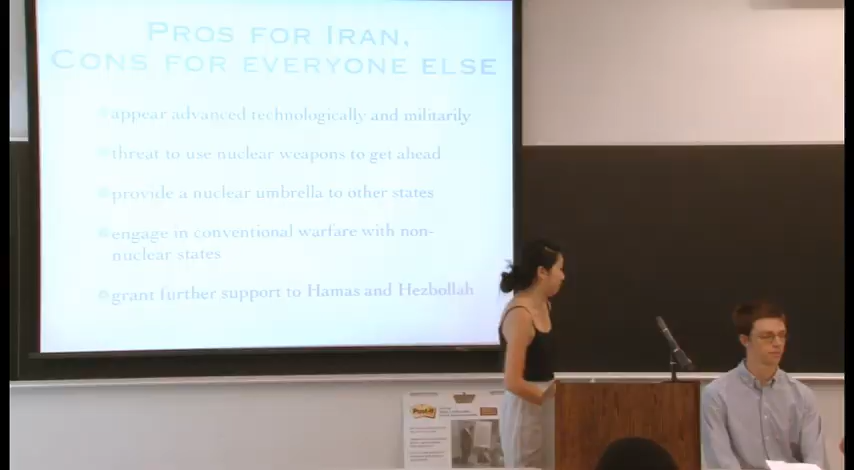 Pros for Iran,
Cons for everyone else
appear advanced technologically and militarily
threat to use nuclear weapons to get ahead
provide a nuclear umbrella to other states
engage in conventional warfare with non-
nuclear states
grant further support to Hamas and Hezbollah
Post-it